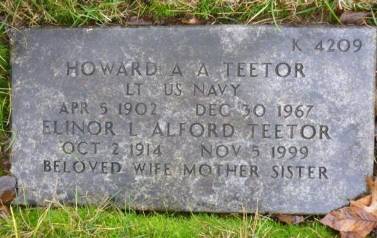 K 4209
HOWARD A A TEETOR
LT US NAVY
APR 5 1902 DEC 30 1967
ELINOR L ALFORD TEETOR
OCT 2 1914 NOV 5 1999
BELOVED WIFE MOTHER SISTER